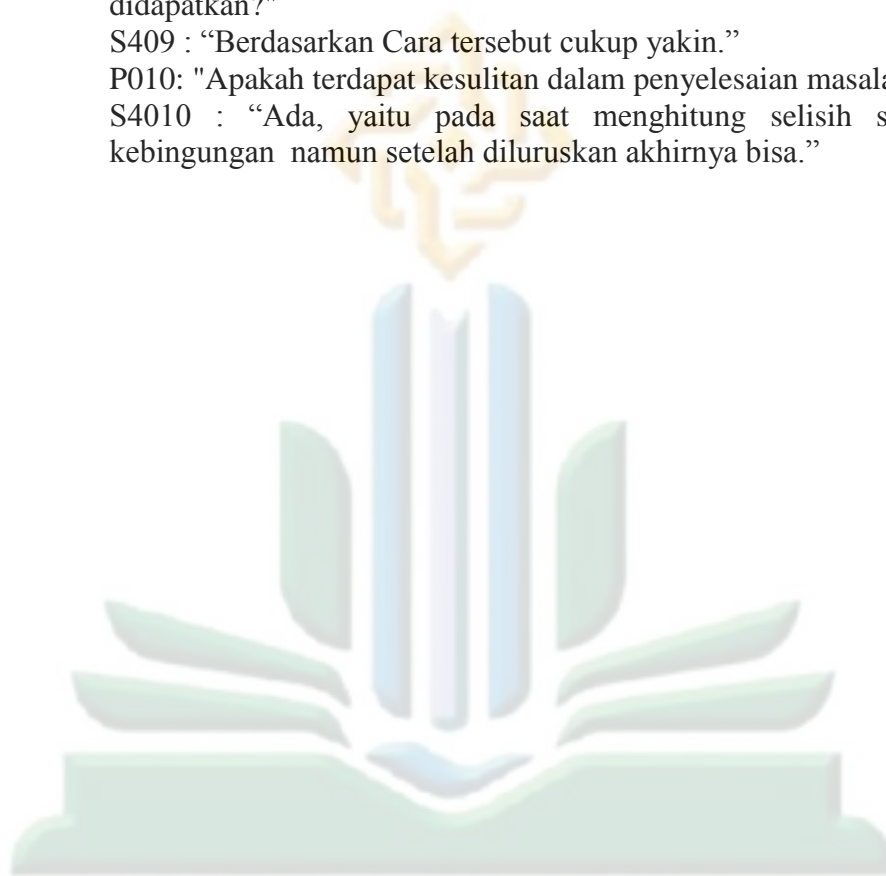 didapatkan?"
S409 : “Berdasarkan Cara tersebut cukup yakin.”
P010: "Apakah terdapat kesulitan dalam penyelesaian
S4010 : “Ada, yaitu pada saat menghitung selisih
kebingungan namun setelah diluruskan akhirnya bisa.”